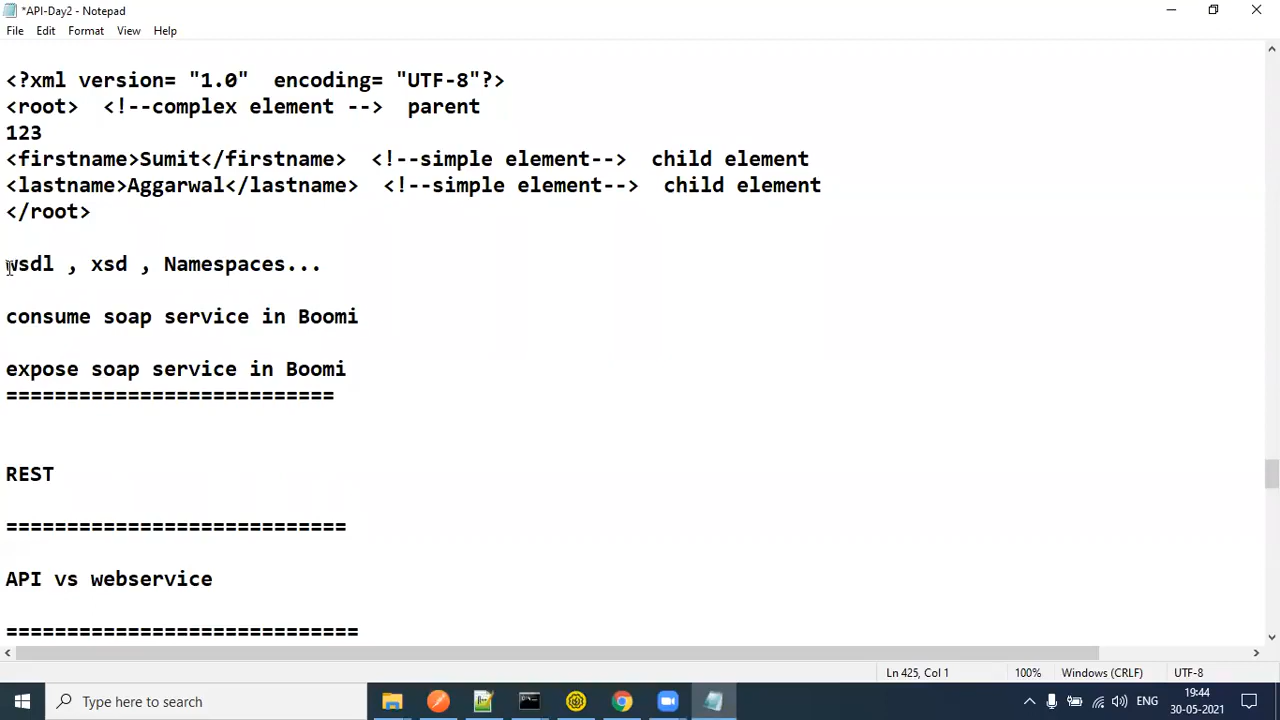 *API-Day2 - Notepad
File Edit Format View Help
<?xml version= "1.0"  encoding= "UTF-8"?>
<root>  <!--complex element -->  parent
123
<firstname>Sumit</firstname>  <!--simple element-->  child element
<lastname>Aggarwal</lastname>  <!--simple element-->  child element
</root>
wsdl , xsd , Namespaces...
consume soap service in Boomi
expose soap service in Boomi
===========================
REST
============================
API vs webservice
=============================
Ln 425, Col 1 100% Windows (CRLF) UTF-8
Type here to search
ENG
19:44
30-05-2021